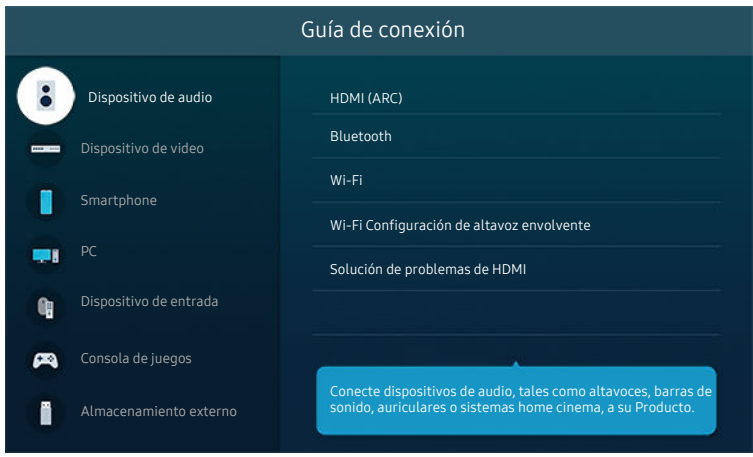 Guía de conexión
Dispositivo de audio
Dispositivo de video
Smartphone
PC
Dispositivo de entrada
Consola de juegos
Almacenamiento externo
HDMI (ARC)
Bluetooth
Wi-Fi
Wi-Fi Configuración de altavoz envolvente
Solución de problemas de HDMI
Conecte dispositivos de audio, tales como altavoces, barras de
sonido, auriculares o sistemas home cinema, a su Producto.